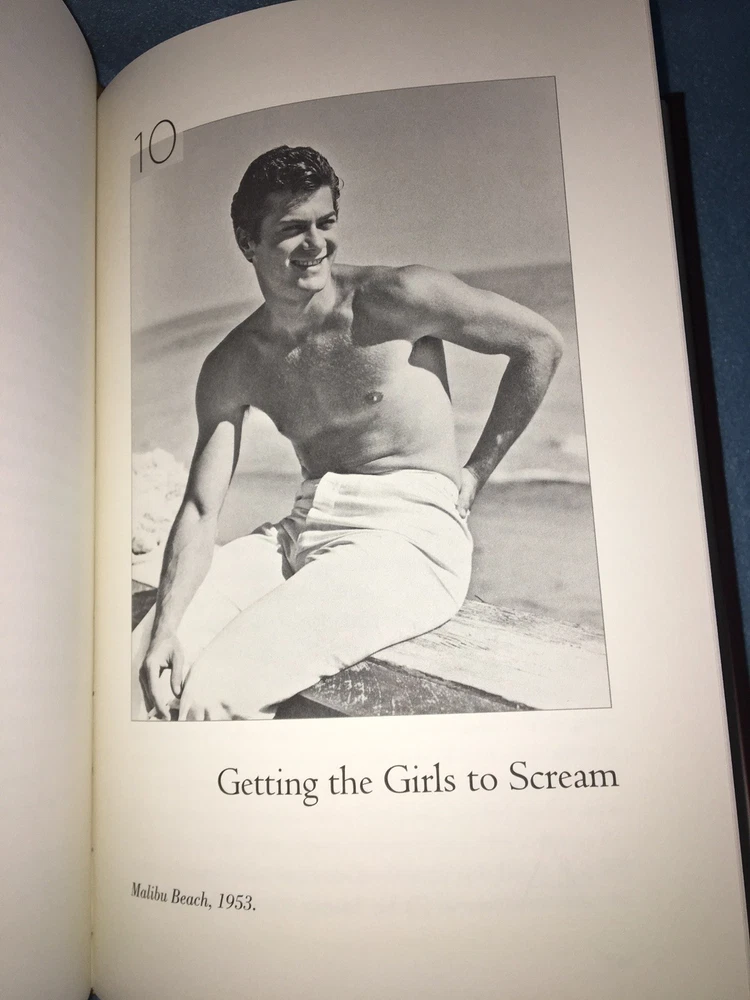 10
Getting the Girls to Scream
Malibu Beach, 1953.